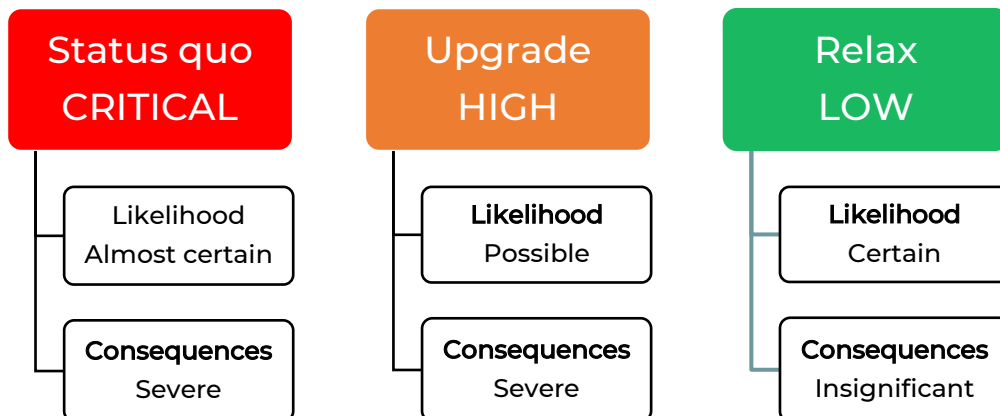 Status quo
CRITICAL
Likelihood
Almost certain
Consequences
Severe
Upgrade
HIGH
Likelihood
Possible
Consequences
Severe
Relax
LOW
Likelihood
Certain
Consequences
Insignificant